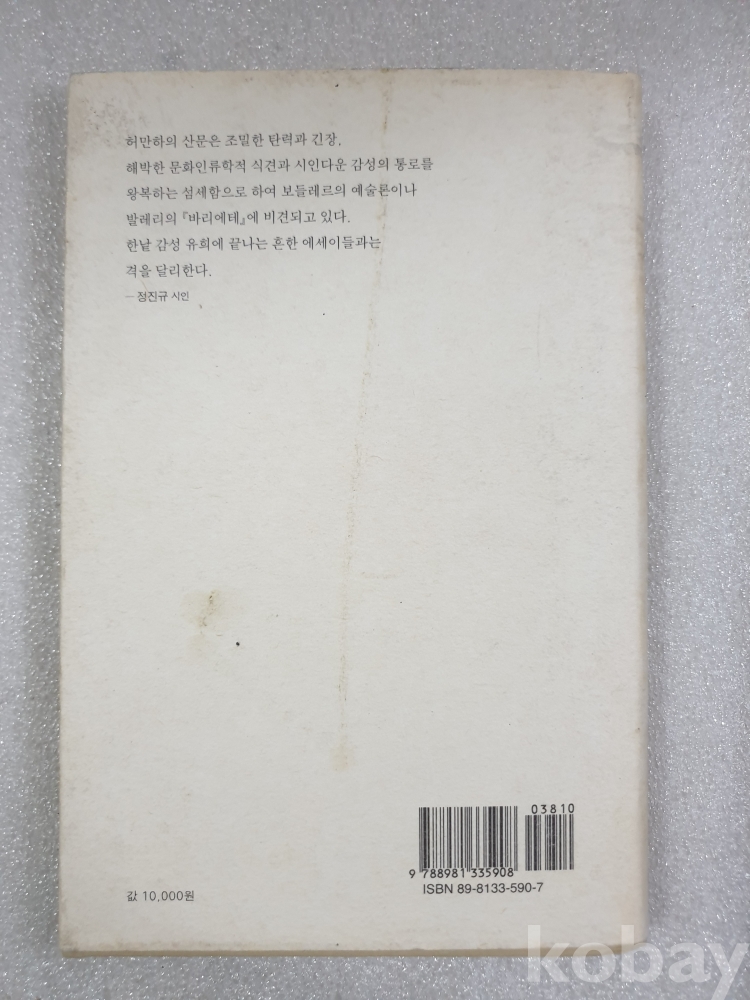 허만하의 산문은 조밀한 탄력과 긴장,
해박한 문화인류학적 식견과 시인다운 감성의 통로를
왕복하는 섬세함으로 하여 보들레르의 예술론이나
발레리의 『바리에테』에 비견되고 있다.
한낱 감성 유희에 끝나는 흔한 에세이들과는
격을 달리한다.
― 정진규 시인
03810
9 788981 335908
ISBN 89-8133-590-7
값 10,000원
kobay